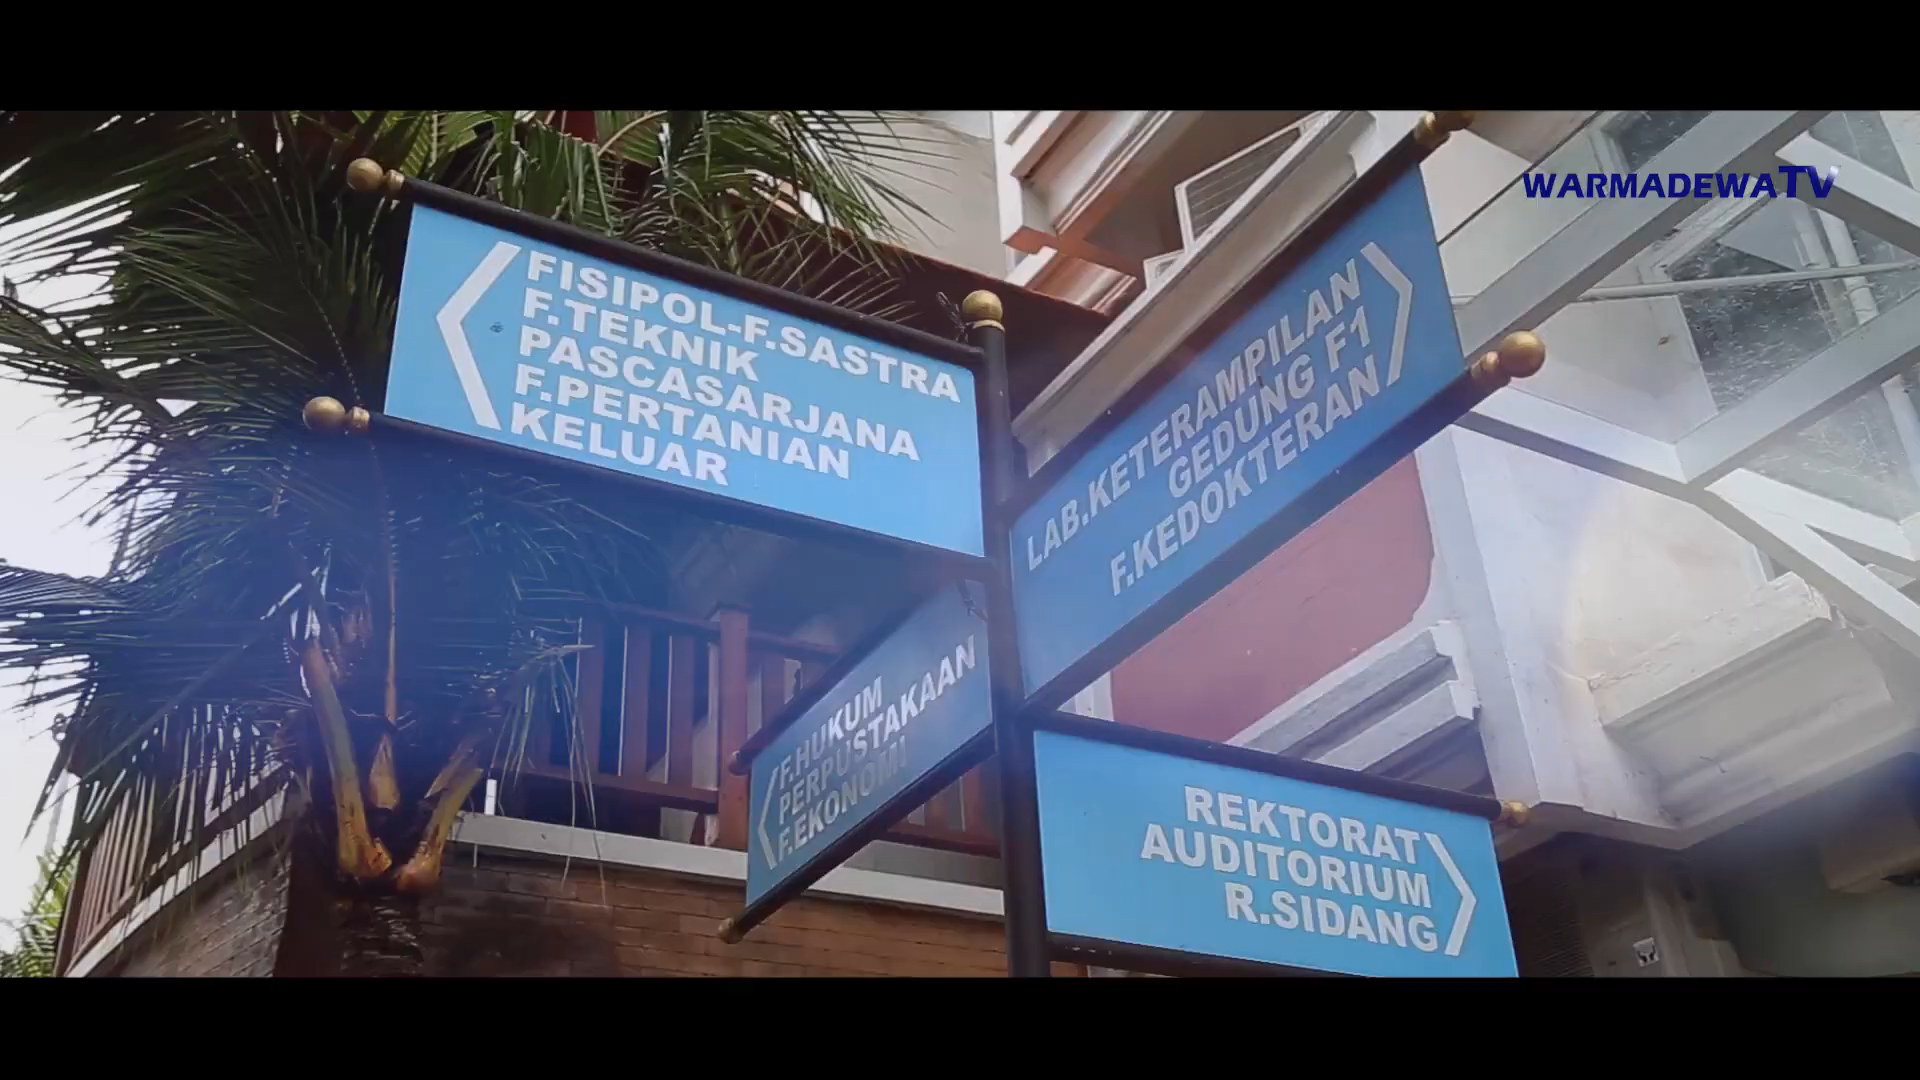 WARMADEWATV
FISIPOL-F.SASTRA
F.TEKNIK
PASCASARJANA
F.PERTANIAN
KELUAR
LAB.KETERAMPILAN
GEDUNG F1
F.KEDOKTERAN
F.HUKUM
PERPUSTAKAAN
F.EKONOMI
REKTORAT
AUDITORIUM
R.SIDANG